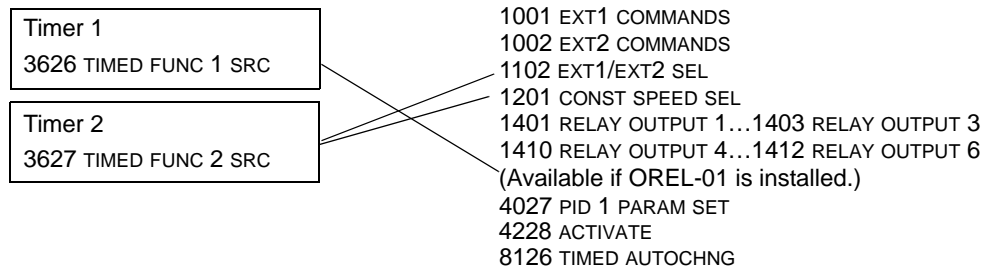 Timer 1
3626 TIMED FUNC 1 SRC
Timer 2
3627 TIMED FUNC 2 SRC
1001 EXT1 COMMANDS
1002 EXT2 COMMANDS
1102 EXT1/EXT2 SEL
1201 CONST SPEED SEL
1401 RELAY OUTPUT 1…1403 RELAY OUTPUT 3
1410 RELAY OUTPUT 4…1412 RELAY OUTPUT 6
(Available if OREL-01 is installed.)
4027 PID 1 PARAM SET
4228 ACTIVATE
8126 TIMED AUTOCHNG